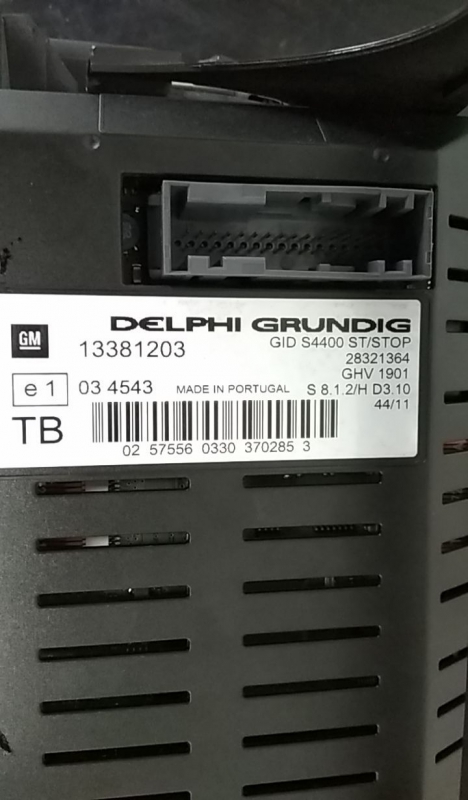 DELPHI GRUNDIG
GM 13381203 GID S4400 ST/STOP
28321364
GHV 1901
e 1 03 4543 MADE IN PORTUGAL S 8.1.2/H D3.10
44/11
TB
02 57556 0330 370285 3